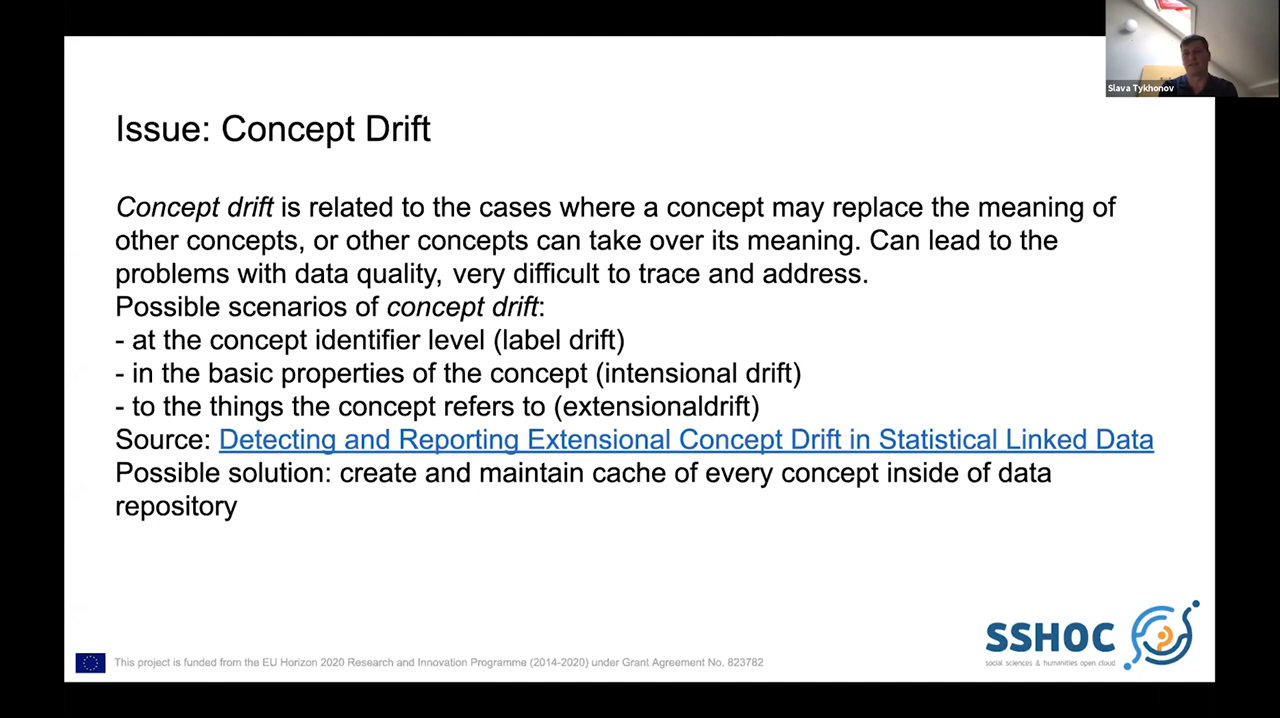 Slava Tykhonov
Issue: Concept Drift
Concept drift is related to the cases where a concept may replace the meaning of
other concepts, or other concepts can take over its meaning. Can lead to the
problems with data quality, very difficult to trace and address.
Possible scenarios of concept drift:
- at the concept identifier level (label drift)
- in the basic properties of the concept (intensional drift)
- to the things the concept refers to (extensionaldrift)
Source: Detecting and Reporting Extensional Concept Drift in Statistical Linked Data
Possible solution: create and maintain cache of every concept inside of data
repository
SSHOC
social sciences & humanities open cloud
This project is funded from the EU Horizon 2020 Research and Innovation Programme (2014-2020) under Grant Agreement No. 823782